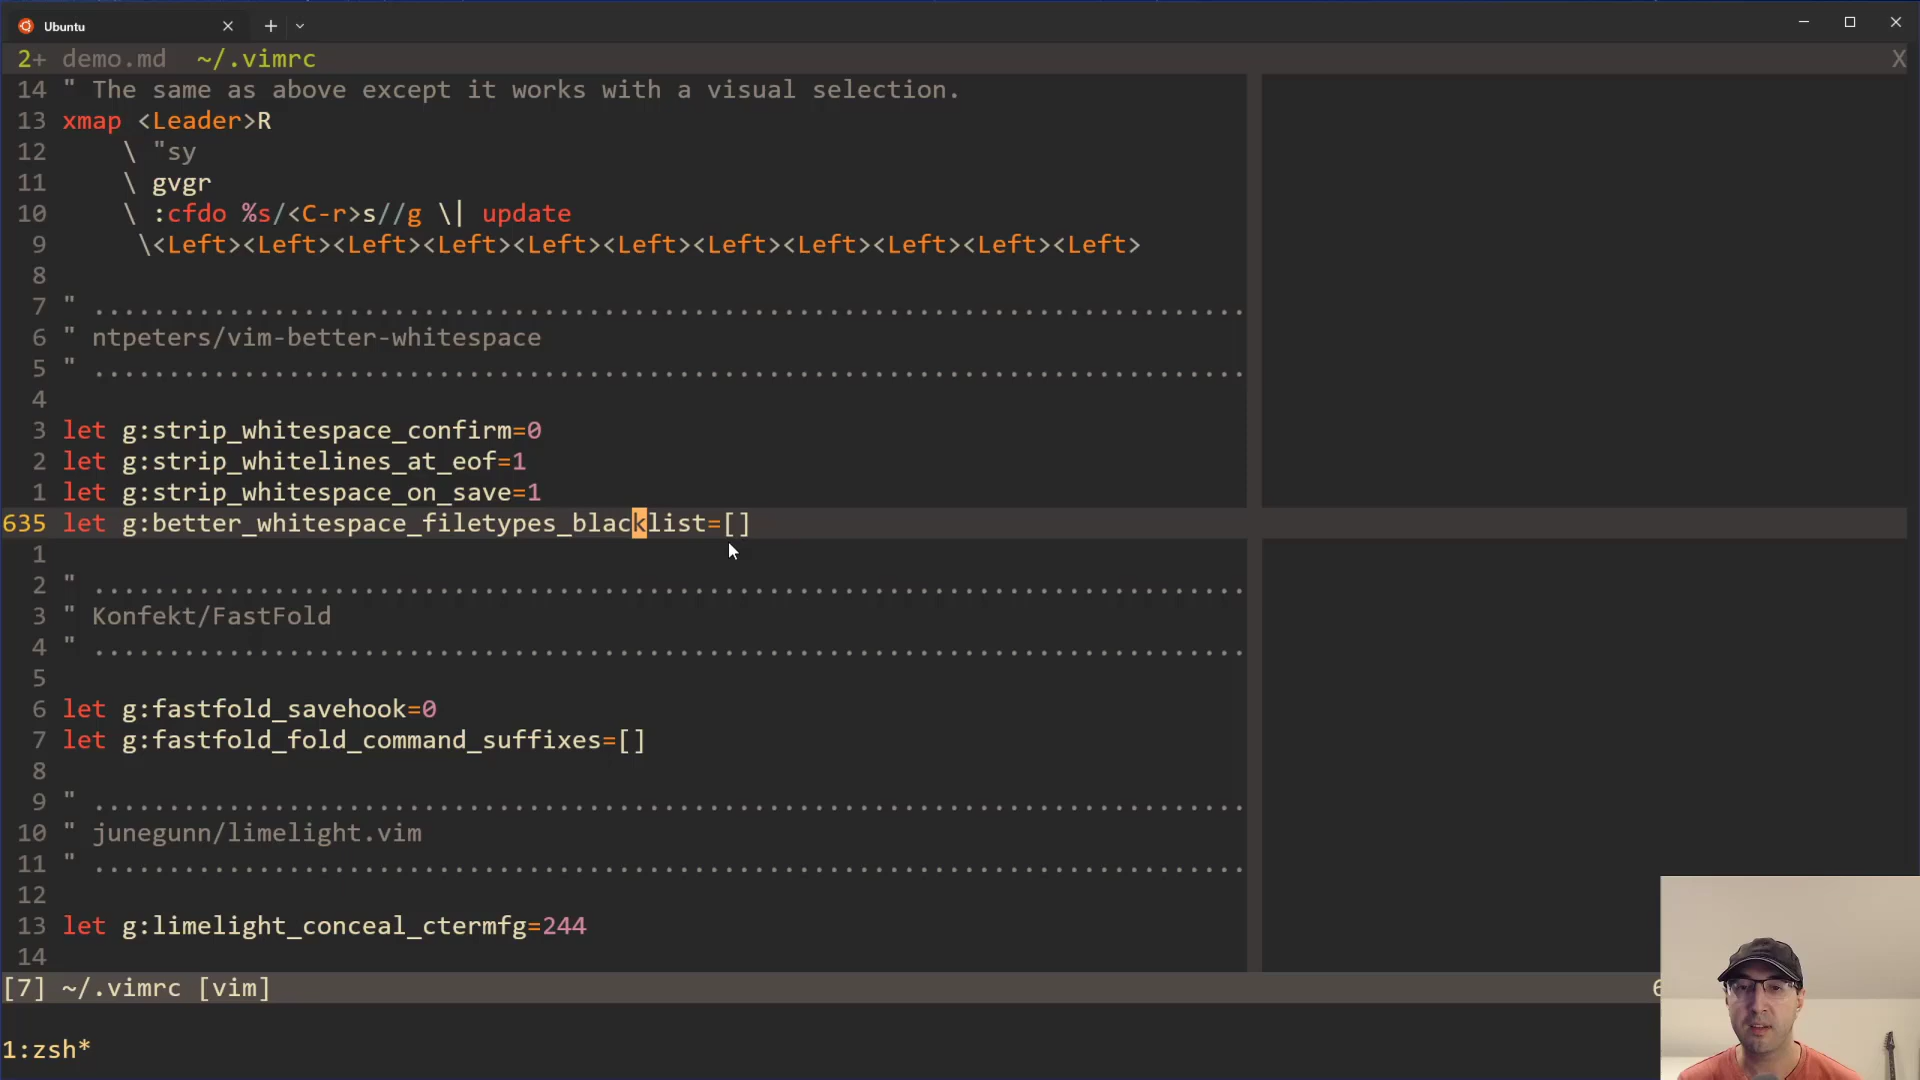 Ubuntu
2+ demo.md ~/.vimrc X
14 " The same as above except it works with a visual selection.
13 xmap <Leader>R
12 \ "sy
11 \ gvgr
10 \ :cfdo %s/<C-r>s//g \| update
9 \<Left><Left><Left><Left><Left><Left><Left><Left><Left><Left><Left>
8
7 " .............................................................................
6 " ntpeters/vim-better-whitespace
5 " .............................................................................
4
3 let g:strip_whitespace_confirm=0
2 let g:strip_whitelines_at_eof=1
1 let g:strip_whitespace_on_save=1
635 let g:better_whitespace_filetypes_blacklist=[]
1
2 " .............................................................................
3 " Konfekt/FastFold
4 " .............................................................................
5
6 let g:fastfold_savehook=0
7 let g:fastfold_fold_command_suffixes=[]
8
9 " .............................................................................
10 " junegunn/limelight.vim
11 " .............................................................................
12
13 let g:limelight_conceal_ctermfg=244
14
[7] ~/.vimrc [vim]
1:zsh*